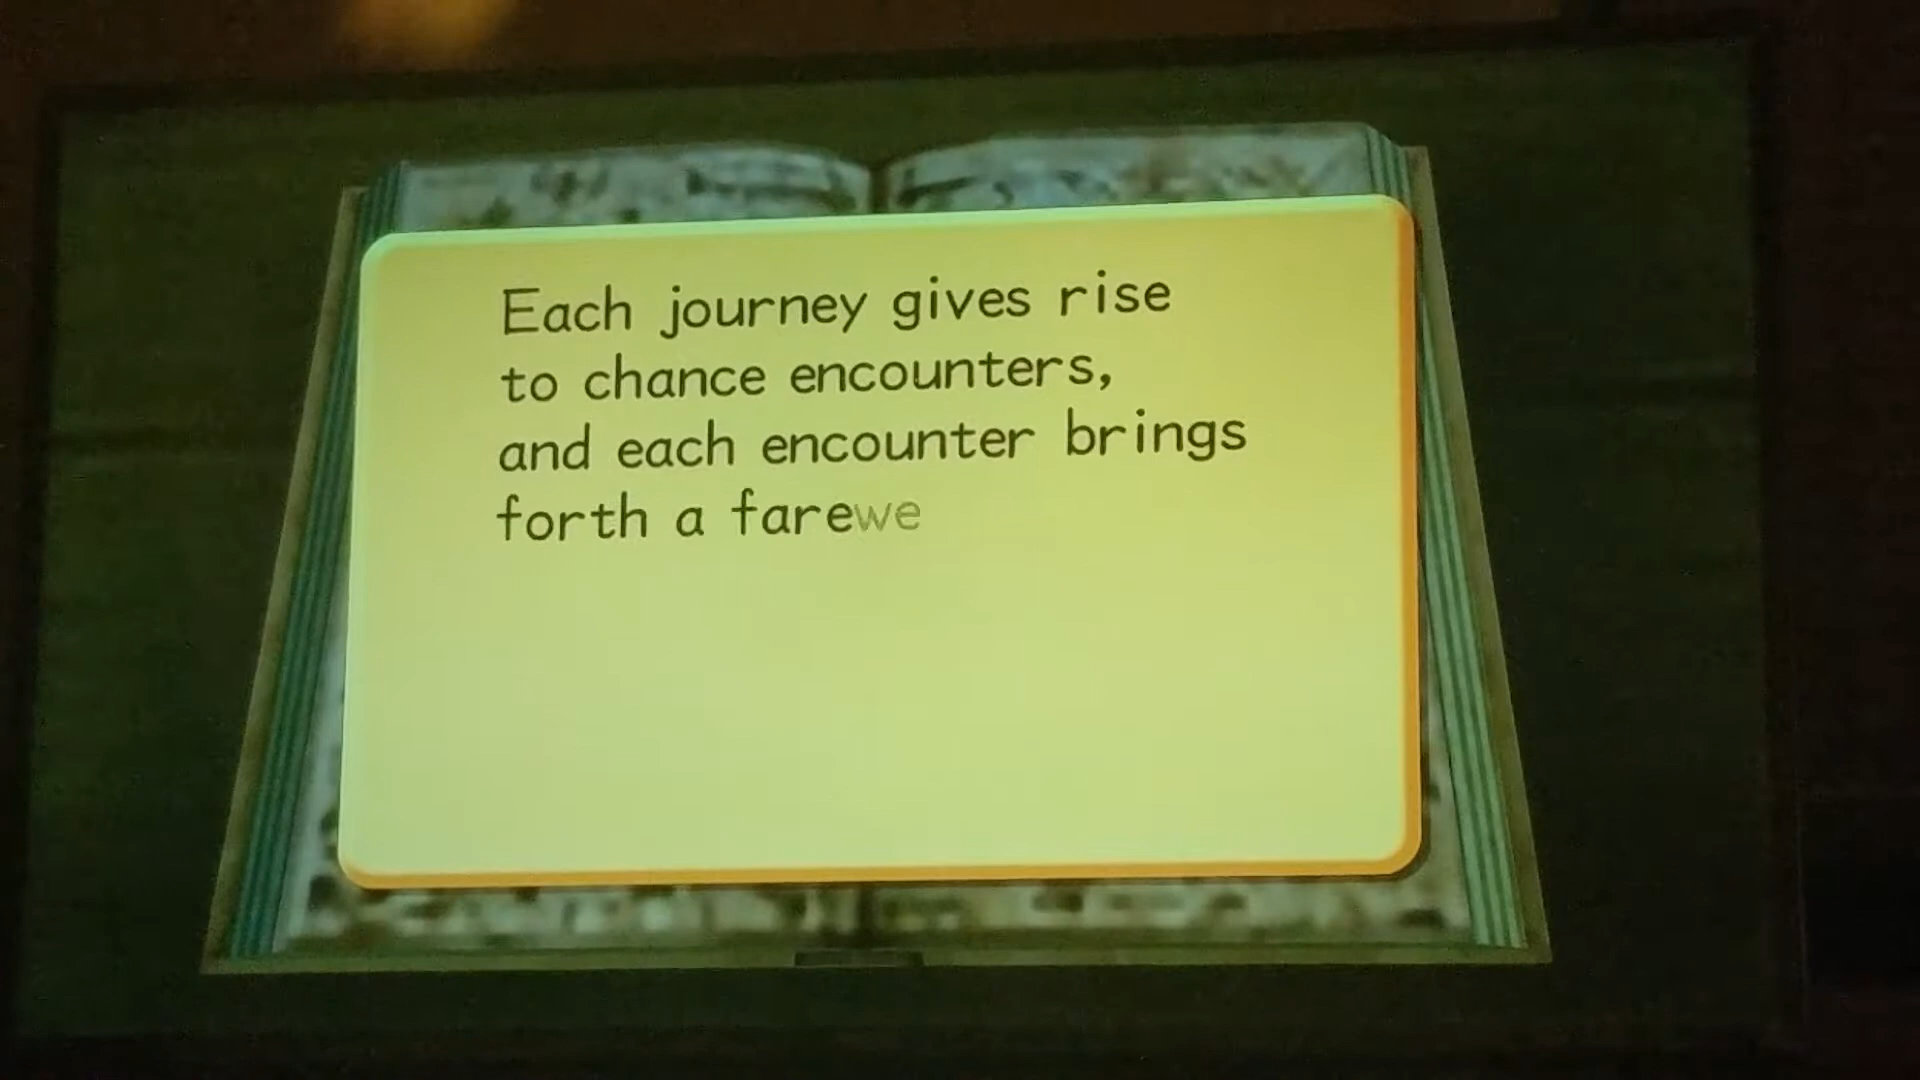 Each journey gives rise
to chance encounters,
and each encounter brings
forth a farewe